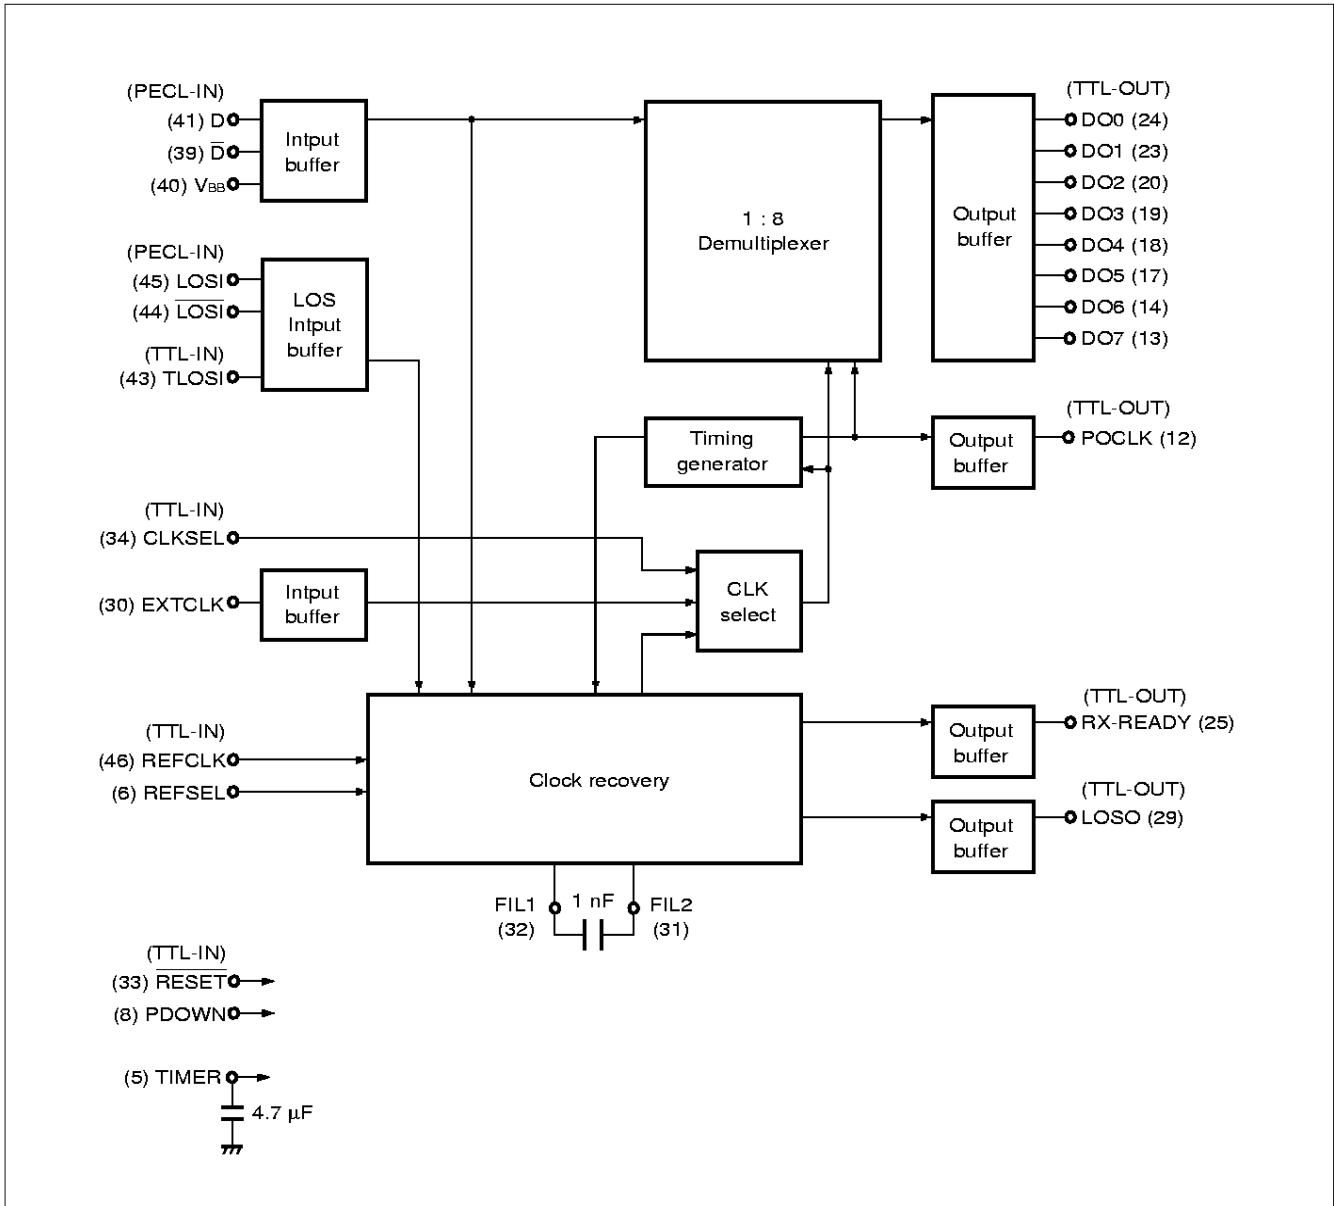 (PECL-IN)
(41) D
(39) D̅
(40) VBB
Intput
buffer
(PECL-IN)
(45) LOSI
(44) L̅O̅S̅I̅
(TTL-IN)
(43) TLOSI
LOS
Intput
buffer
1 : 8
Demultiplexer
Output
buffer
(TTL-OUT)
DO0 (24)
DO1 (23)
DO2 (20)
DO3 (19)
DO4 (18)
DO5 (17)
DO6 (14)
DO7 (13)
Timing
generator
Output
buffer
(TTL-OUT)
POCLK (12)
(TTL-IN)
(34) CLKSEL
(30) EXTCLK
Intput
buffer
CLK
select
(TTL-IN)
(46) REFCLK
(6) REFSEL
Clock recovery
Output
buffer
(TTL-OUT)
RX-READY (25)
Output
buffer
(TTL-OUT)
LOSO (29)
FIL1
(32)
1 nF
FIL2
(31)
(TTL-IN)
(33) R̅E̅S̅E̅T̅
(8) PDOWN
(5) TIMER
4.7 μF